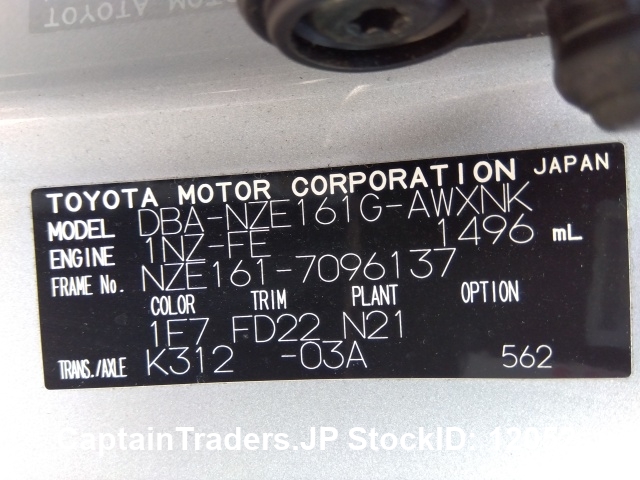 TOYOTA MOTOR CORPORATION JAPAN
MODEL DBA-NZE161G-AWXNK
ENGINE 1NZ-FE 1496 mL
FRAME No. NZE161-7096137
COLOR TRIM PLANT OPTION
1F7 FD22 N21
TRANS./AXLE K312 -03A 562
CaptainTraders.JP StockID: